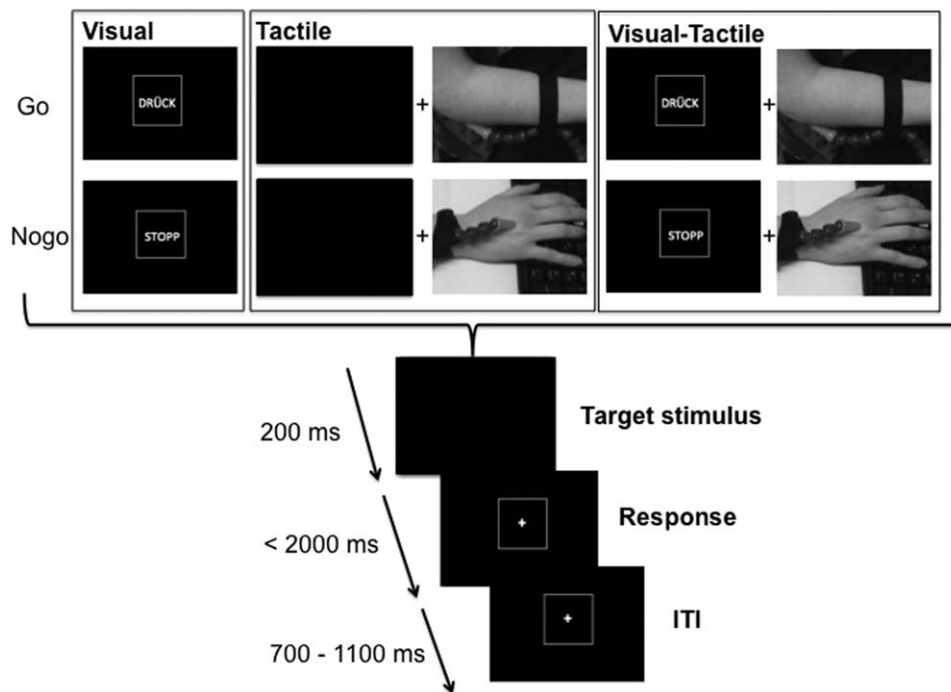 Visual
Tactile
Visual-Tactile
Go
DRÜCK
+
DRÜCK
+
Nogo
STOPP
+
STOPP
+
200 ms
Target stimulus
< 2000 ms
+
Response
700 - 1100 ms
+
ITI